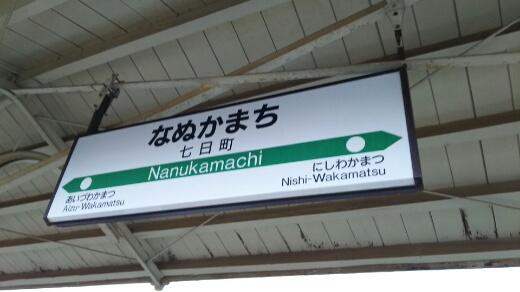 なぬかまち
七日町
Nanukamachi
あいづわかまつ
Aizu-Wakamatsu
にしわかまつ
Nishi-Wakamatsu